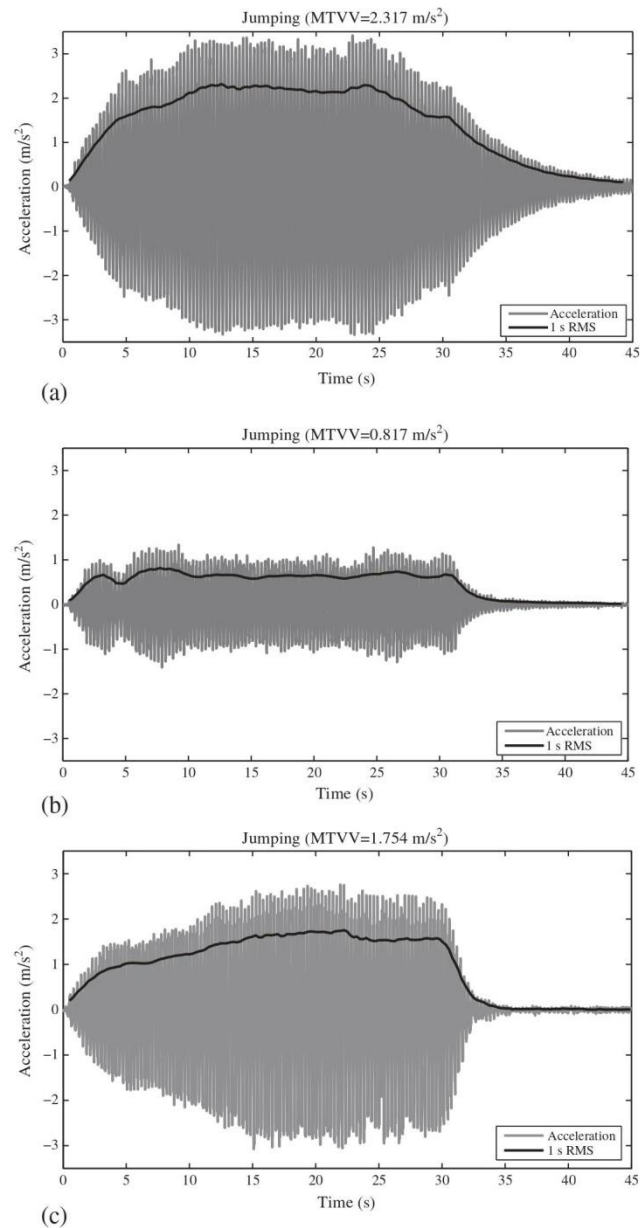 Jumping (MTVV=2.317 m/s²)
3
2
1
0
-1
-2
-3
Acceleration (m/s²)
Acceleration
1 s RMS
0 5 10 15 20 25 30 35 40 45
Time (s)
(a)
Jumping (MTVV=0.817 m/s²)
3
2
1
0
-1
-2
-3
Acceleration (m/s²)
Acceleration
1 s RMS
0 5 10 15 20 25 30 35 40 45
Time (s)
(b)
Jumping (MTVV=1.754 m/s²)
3
2
1
0
-1
-2
-3
Acceleration (m/s²)
Acceleration
1 s RMS
0 5 10 15 20 25 30 35 40 45
Time (s)
(c)